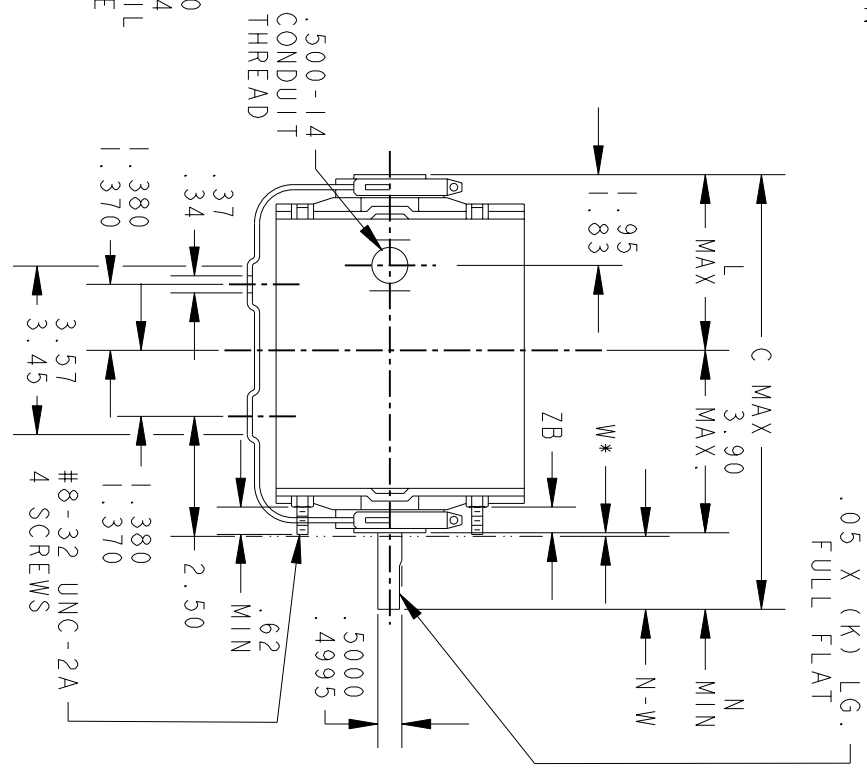 .05 X (K) LG.
FULL FLAT
C MAX
L
MAX
3.90
MAX.
N
MIN
N-W
W*
ZB
1.95
1.83
.500-14
CONDUIT
THREAD
.5000
.4995
.62
MIN
2.50
.37
.34
1.380
1.370
1.380
1.370
3.57
3.45
#8-32 UNC-2A
4 SCREWS